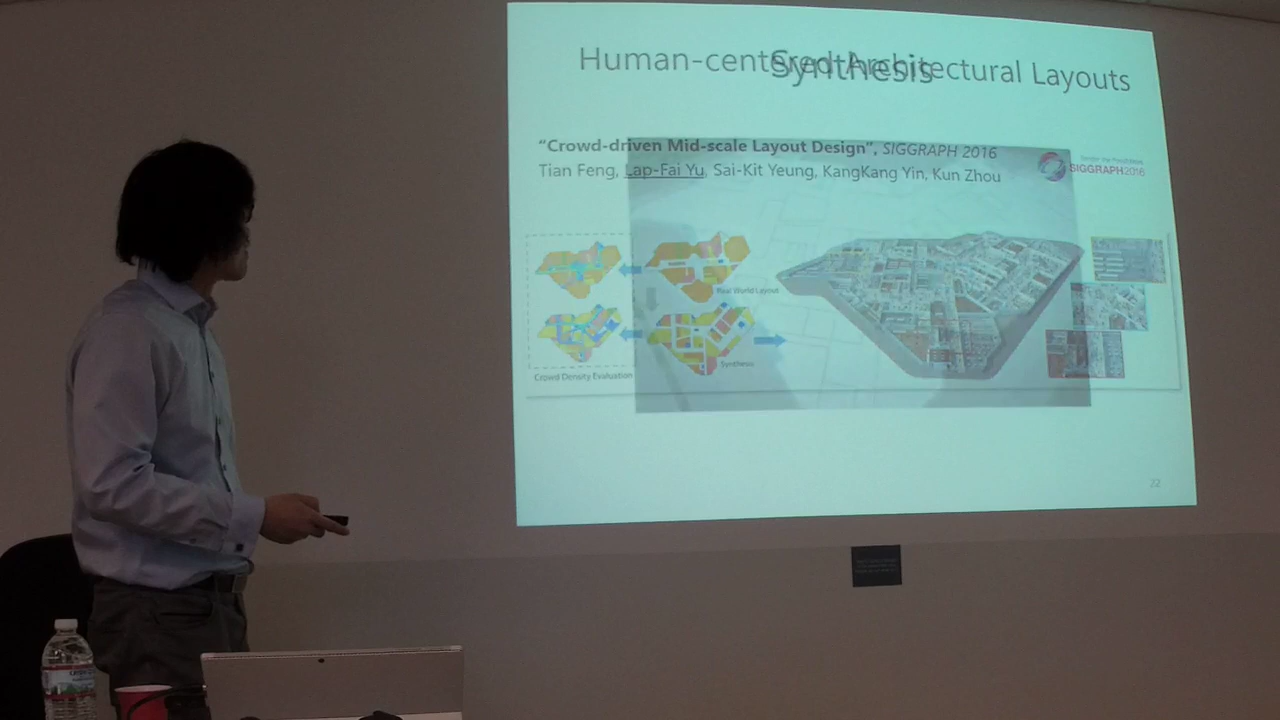 Human-centered Architectural Layouts
Synthesis
“Crowd-driven Mid-scale Layout Design”, SIGGRAPH 2016
Tian Feng, Lap-Fai Yu, Sai-Kit Yeung, KangKang Yin, Kun Zhou
SIGGRAPH2016
Real World Layout
Synthesis
Crowd Density Evaluation
22